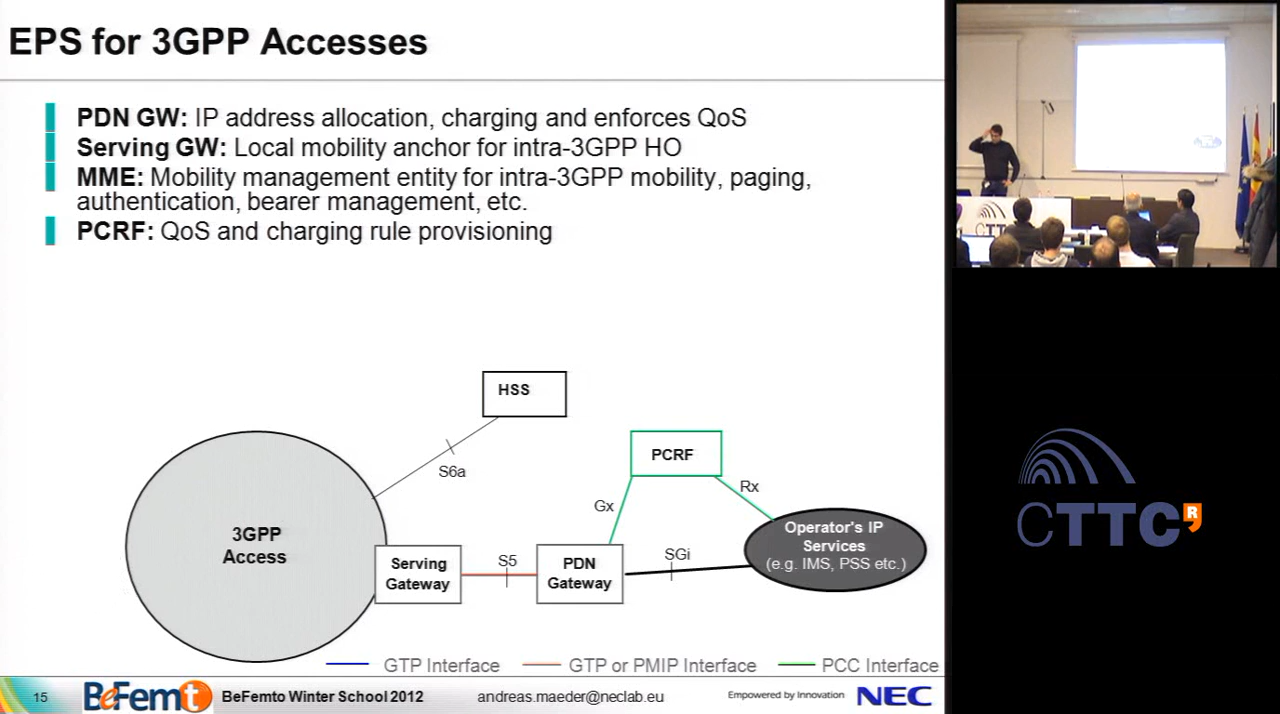 EPS for 3GPP Accesses
PDN GW: IP address allocation, charging and enforces QoS
Serving GW: Local mobility anchor for intra-3GPP HO
MME: Mobility management entity for intra-3GPP mobility, paging,
authentication, bearer management, etc.
PCRF: QoS and charging rule provisioning
HSS
S6a
PCRF
Gx
Rx
3GPP
Access
Serving
Gateway
S5
PDN
Gateway
SGi
Operator's IP
Services
(e.g. IMS, PSS etc.)
GTP Interface
GTP or PMIP Interface
PCC Interface
15
BeFemto
BeFemto Winter School 2012
andreas.maeder@neclab.eu
Empowered by Innovation
NEC
CTTC
CTTC R